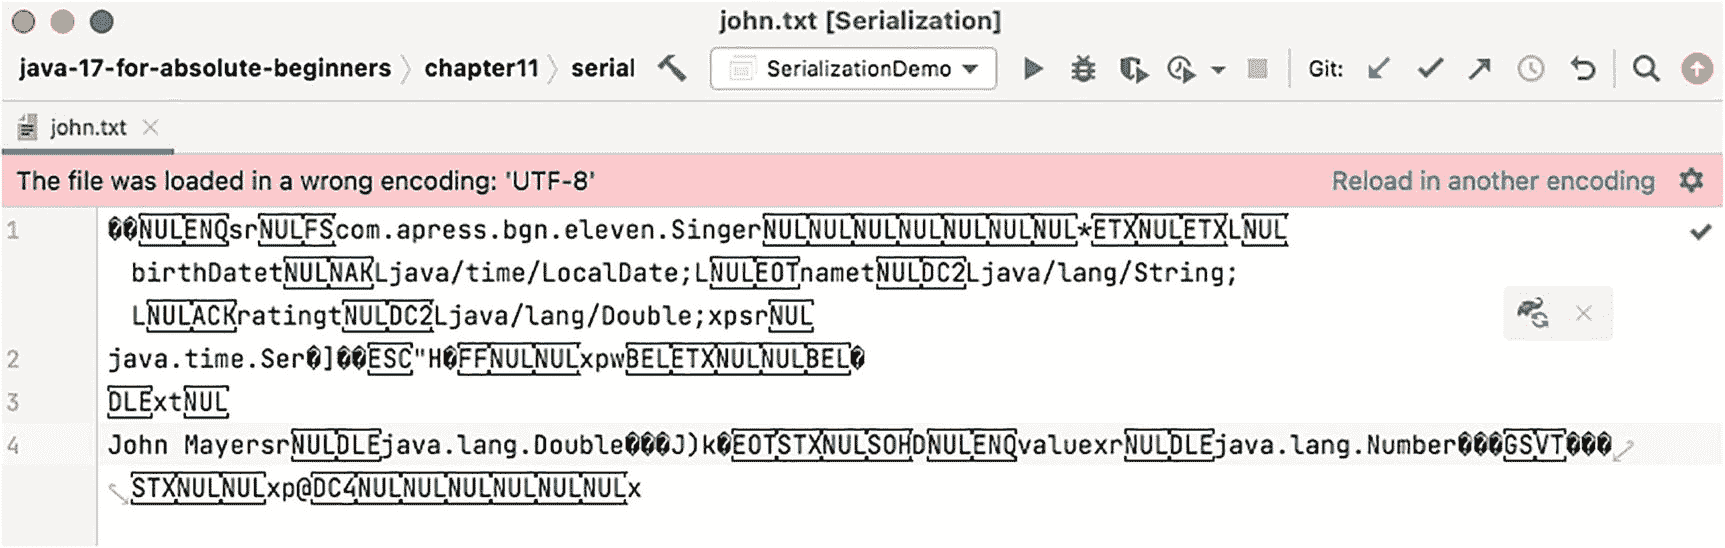 john.txt [Serialization]
java-17-for-absolute-beginners 〉 chapter11 〉 serial SerializationDemo Git:
john.txt
The file was loaded in a wrong encoding: 'UTF-8' Reload in another encoding
1 ��NULENQsrNULFScom.apress.bgn.eleven.SingerNULNULNULNULNULNULNUL*ETXNULETXLNUL
birthDatetNULNAKLjava/time/LocalDate;LNULEOTnametNULDC2Ljava/lang/String;
LNULACKratingtNULDC2Ljava/lang/Double;xpsrNUL
2 java.time.Ser�]��ESC"H�FFNULNULxpwBELETXNULNULBEL�
3 DLExtNUL
4 John MayersrNULDLEjava.lang.Double���J)k�EOTSTXNULSOHDNULENQvaluexrNULDLEjava.lang.Number���GSVT���
STXNULNULxp@DC4NULNULNULNULNULNULx